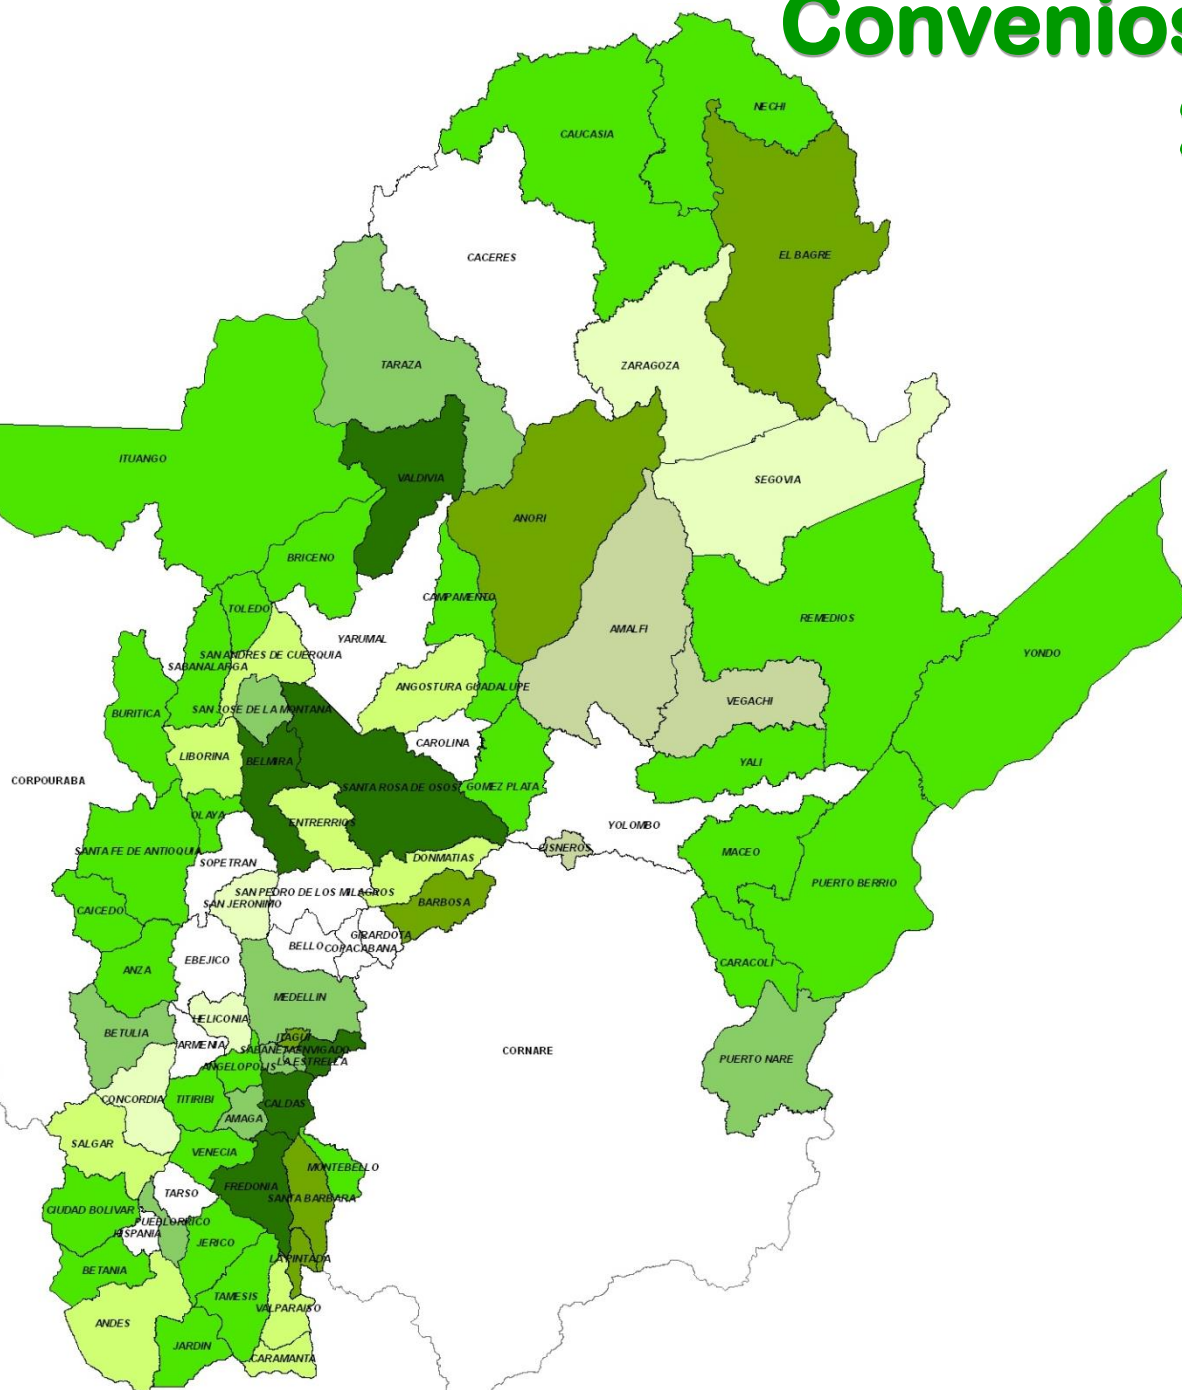 Convenios
NECHI
CAUCASIA
EL BAGRE
CACERES
TARAZA
ZARAGOZA
ITUANGO
VALDIVIA
SEGOVIA
ANORI
BRICENO
CAMPAMENTO
TOLEDO
REMEDIOS
AMALFI
YARUMAL
SAN ANDRES DE CUERQUIA
SABANALARGA
YONDO
ANGOSTURA
GUADALUPE
VEGACHI
BURITICA
SAN JOSE DE LA MONTANA
CAROLINA
LIBORINA
BELMIRA
YALI
CORPOURABA
SANTA ROSA DE OSOS
GOMEZ PLATA
OLAYA
ENTRERRIOS
YOLOMBO
CISNEROS
SANTA FE DE ANTIOQUIA
SOPETRAN
DONMATIAS
MACEO
PUERTO BERRIO
SAN PEDRO DE LOS MILAGROS
SAN JERONIMO
BARBOSA
CAICEDO
GIRARDOTA
BELLO
COPACABANA
EBEJICO
ANZA
CARACOLI
MEDELLIN
HELICONIA
BETULIA
ITAGUI
ARMENIA
SABANETA
ENVIGADO
CORNARE
LA ESTRELLA
PUERTO NARE
ANGELOPOLIS
CONCORDIA
TITIRIBI
CALDAS
AMAGA
SALGAR
VENECIA
MONTEBELLO
FREDONIA
TARSO
SANTA BARBARA
CIUDAD BOLIVAR
PUEBLORRICO
HISPANIA
JERICO
LA PINTADA
BETANIA
TAMESIS
VALPARAISO
ANDES
JARDIN
CARAMANTA